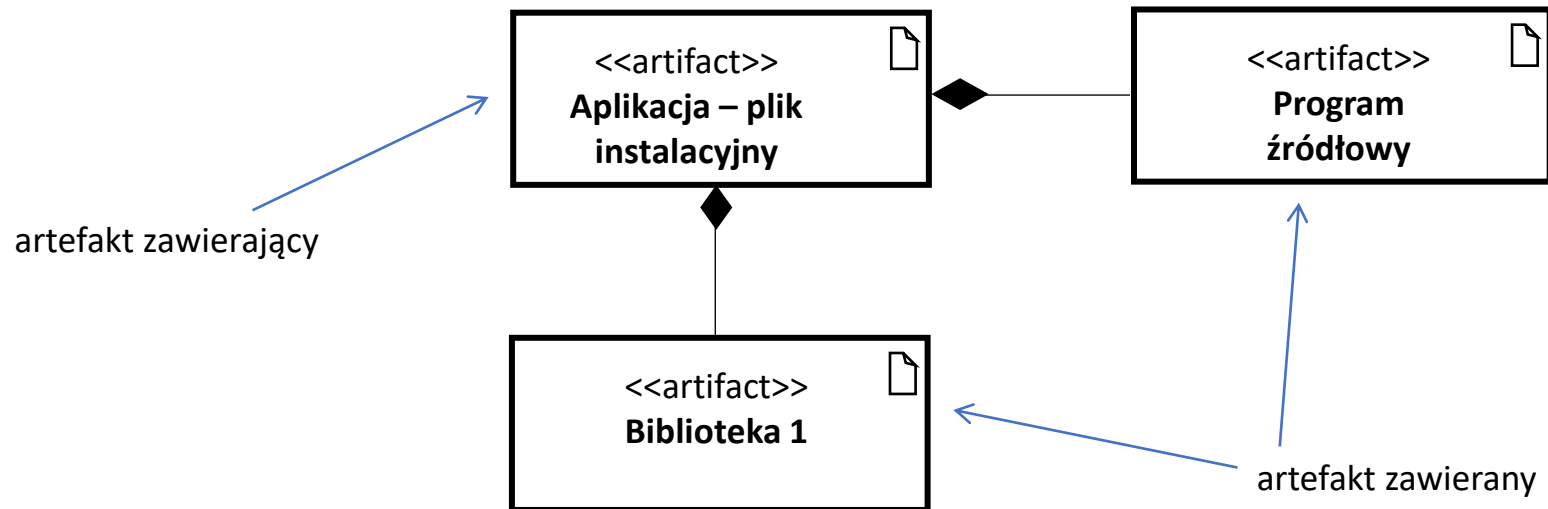 <<artifact>>
Aplikacja – plik
instalacyjny
<<artifact>>
Program
źródłowy
artefakt zawierający
<<artifact>>
Biblioteka 1
artefakt zawierany